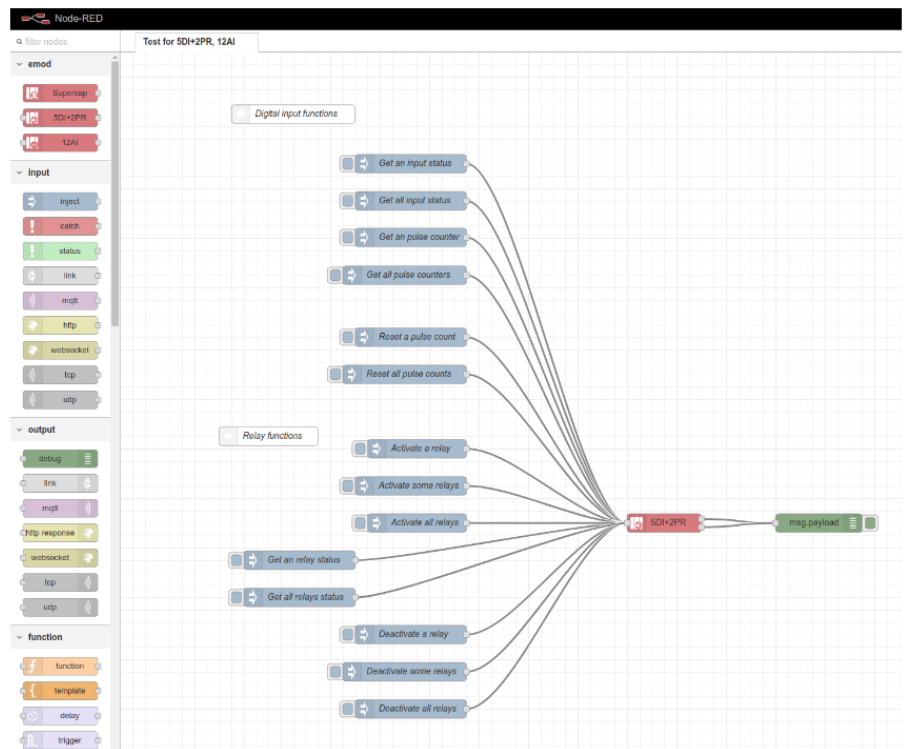 Node-RED
filter nodes
Test for 5DI+2PR, 12AI
emod
Supercap
5DI+2PR
12AI
input
inject
catch
status
link
mqtt
http
websocket
tcp
udp
output
debug
link
mqtt
http response
websocket
tcp
udp
function
function
template
delay
trigger
Digital input functions
Get an input status
Get all input status
Get an pulse counter
Get all pulse counters
Reset a pulse count
Reset all pulse counts
Relay functions
Activate a relay
Activate some relays
Activate all relays
Get an relay status
Get all relays status
Deactivate a relay
Deactivate some relays
Deactivate all relays
5DI+2PR
msg.payload